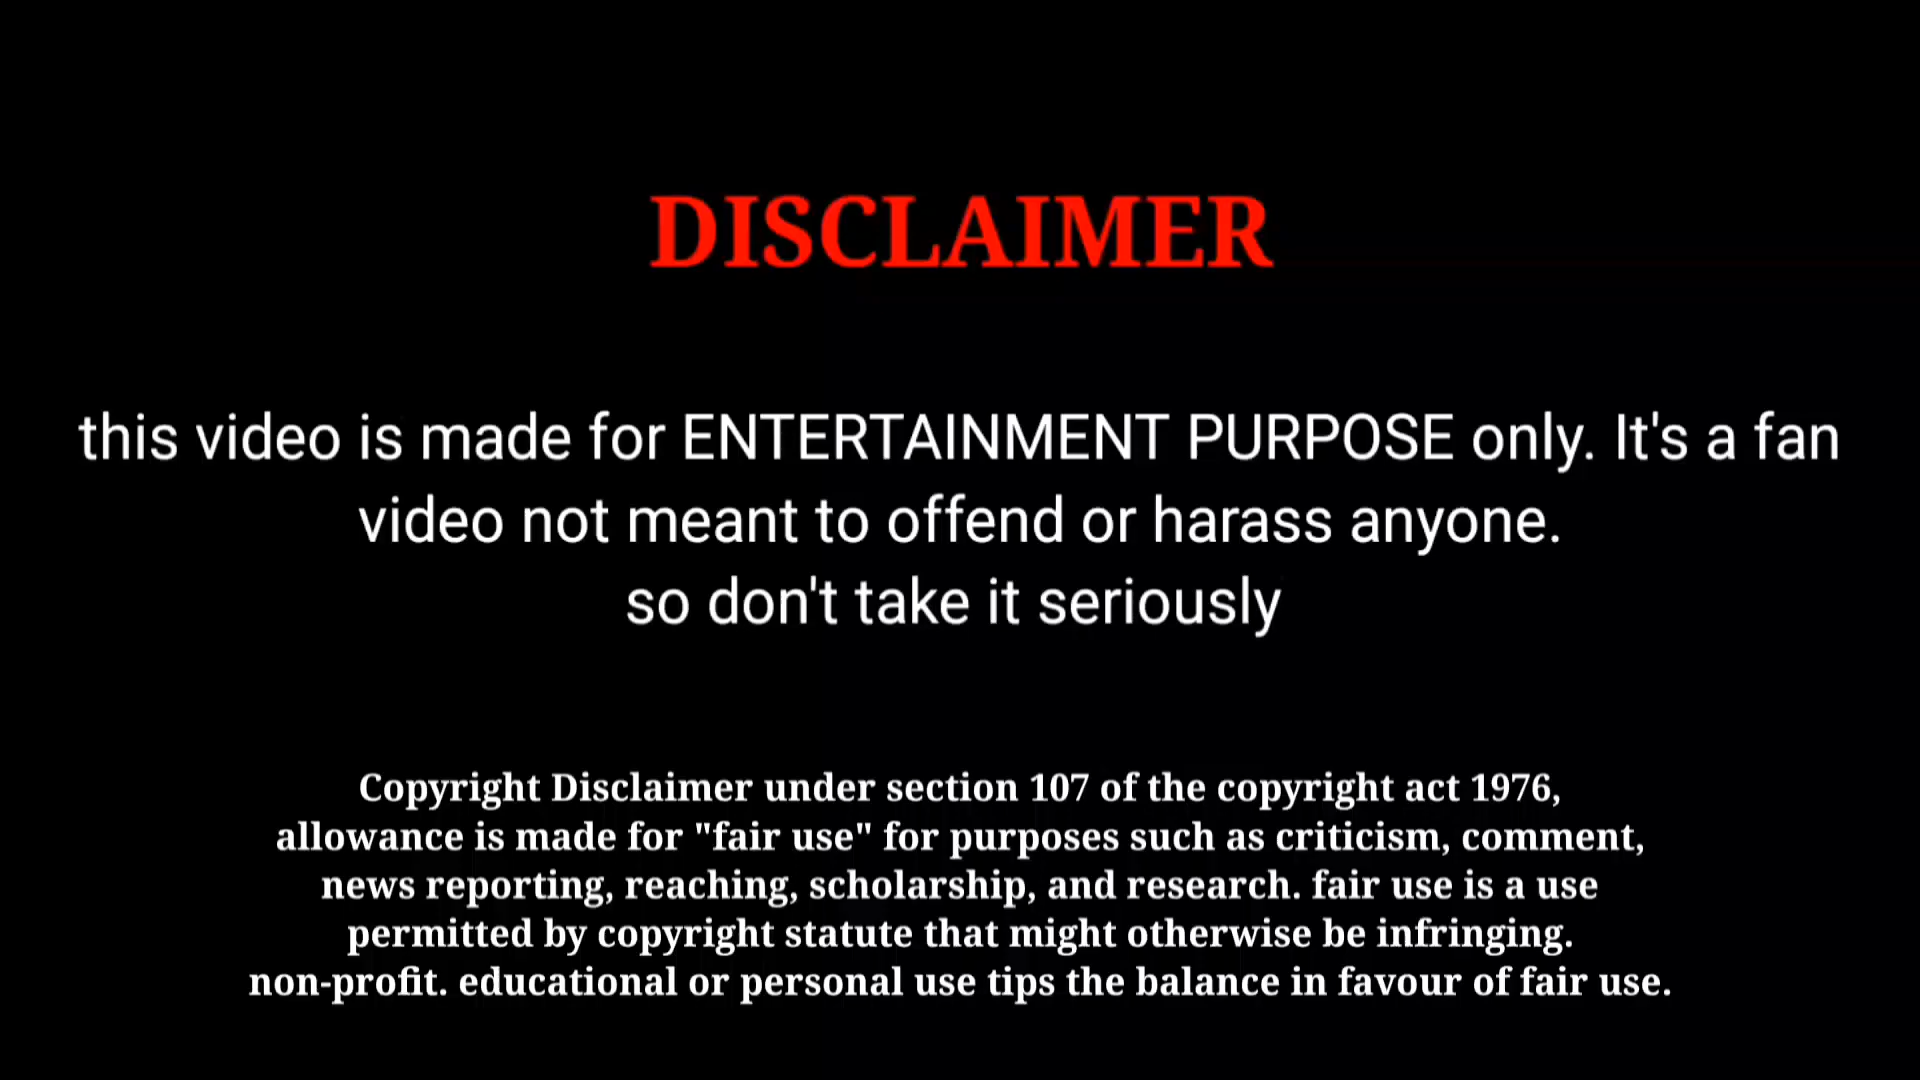 DISCLAIMER
this video is made for ENTERTAINMENT PURPOSE only. It's a fan
video not meant to offend or harass anyone.
so don't take it seriously
Copyright Disclaimer under section 107 of the copyright act 1976,
allowance is made for "fair use" for purposes such as criticism, comment,
news reporting, reaching, scholarship, and research. fair use is a use
permitted by copyright statute that might otherwise be infringing.
non-profit. educational or personal use tips the balance in favour of fair use.